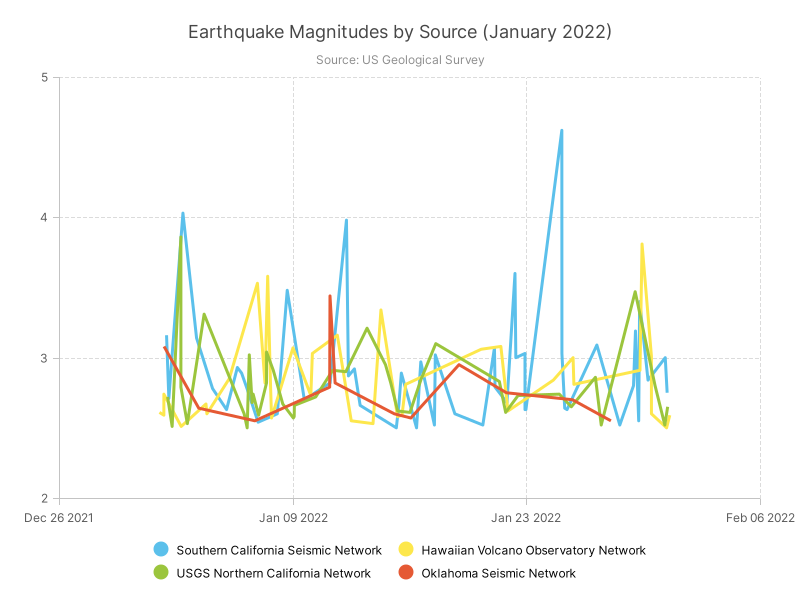 Earthquake Magnitudes by Source (January 2022)
Source: US Geological Survey
5
4
3
2
Dec 26 2021 Jan 09 2022 Jan 23 2022 Feb 06 2022
Southern California Seismic Network Hawaiian Volcano Observatory Network
USGS Northern California Network Oklahoma Seismic Network